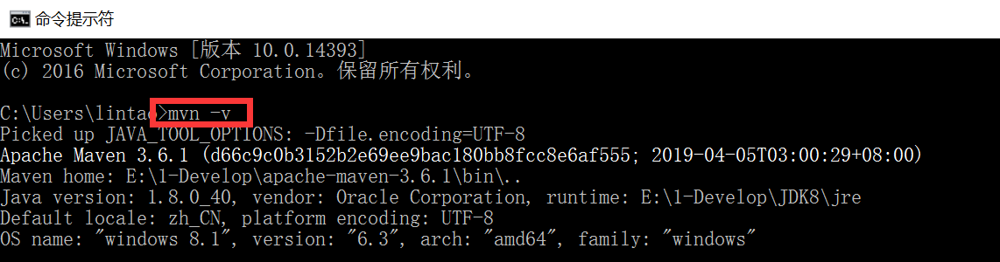 命令提示符
Microsoft Windows [版本 10.0.14393]
(c) 2016 Microsoft Corporation。保留所有权利。
C:\Users\lintao>mvn -v
Picked up JAVA_TOOL_OPTIONS: -Dfile.encoding=UTF-8
Apache Maven 3.6.1 (d66c9c0b3152b2e69ee9bac180bb8fcc8e6af555; 2019-04-05T03:00:29+08:00)
Maven home: E:\1-Develop\apache-maven-3.6.1\bin\..
Java version: 1.8.0_40, vendor: Oracle Corporation, runtime: E:\1-Develop\JDK8\jre
Default locale: zh_CN, platform encoding: UTF-8
OS name: "windows 8.1", version: "6.3", arch: "amd64", family: "windows"